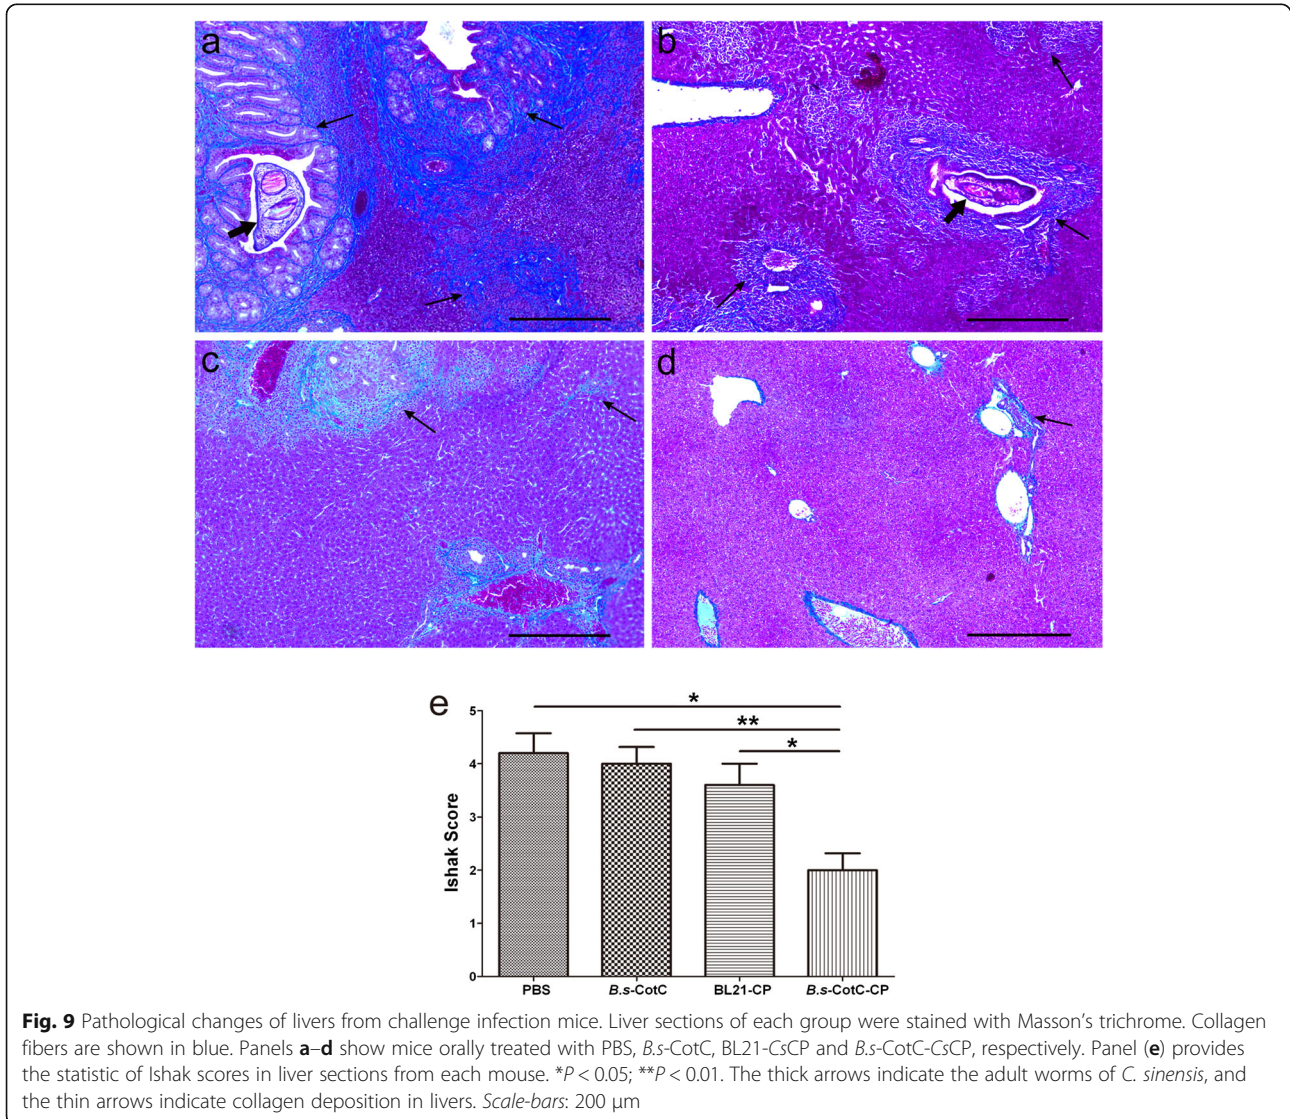 a
b
c
d
e
*
**
*
5
4
3
2
1
0
Ishak Score
PBS
B.s-CotC
BL21-CP
B.s-CotC-CP
Fig. 9 Pathological changes of livers from challenge infection mice. Liver sections of each group were stained with Masson’s trichrome. Collagen
fibers are shown in blue. Panels a–d show mice orally treated with PBS, B.s-CotC, BL21-CsCP and B.s-CotC-CsCP, respectively. Panel (e) provides
the statistic of Ishak scores in liver sections from each mouse. *P < 0.05; **P < 0.01. The thick arrows indicate the adult worms of C. sinensis, and
the thin arrows indicate collagen deposition in livers. Scale-bars: 200 μm